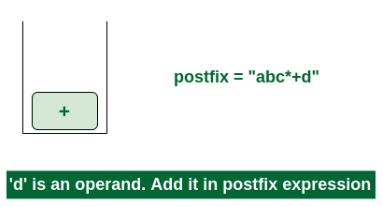 postfix = "abc*+d"
+
'd' is an operand. Add it in postfix expression